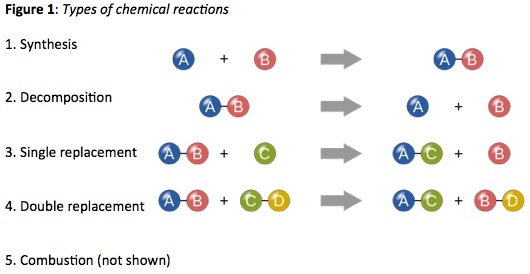 Figure 1: Types of chemical reactions
1. Synthesis A + B A B
2. Decomposition A B A + B
3. Single replacement A B + C A C + B
4. Double replacement A B + C D A C + B D
5. Combustion (not shown)